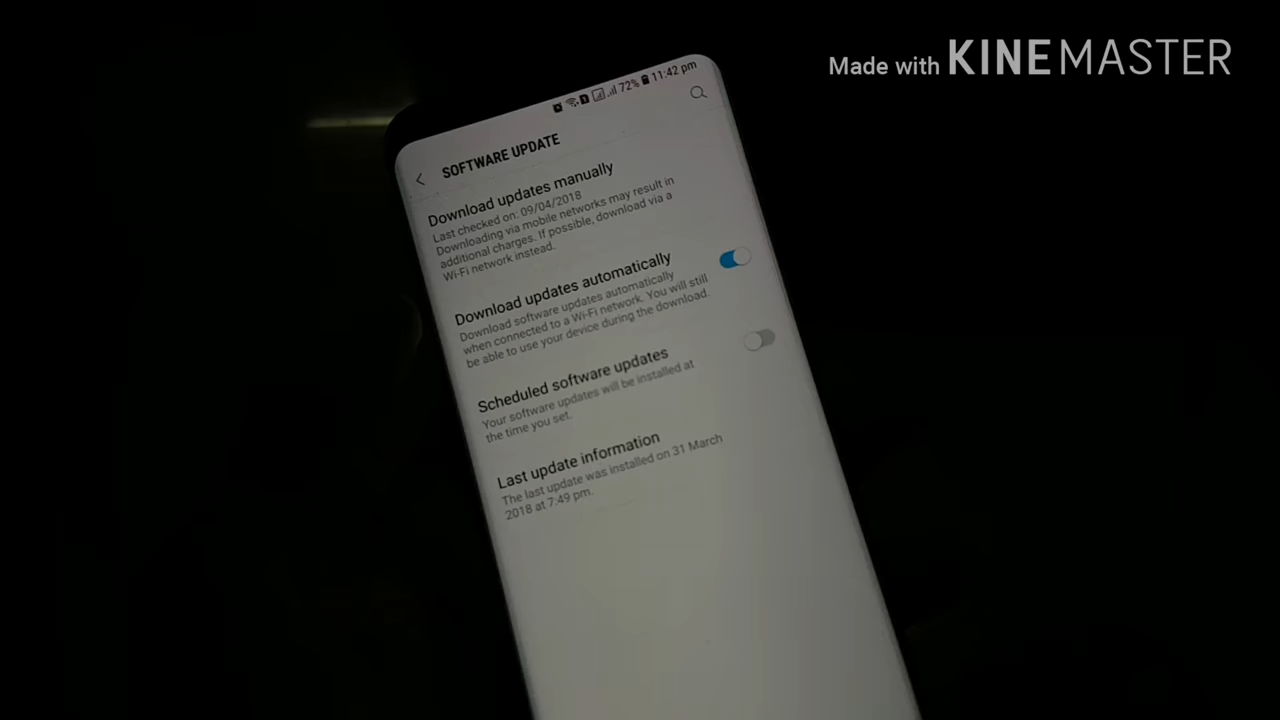 Made with KINEMASTER
72% 11:42 pm
SOFTWARE UPDATE
Download updates manually
Last checked on: 09/04/2018
Downloading via mobile networks may result in
additional charges. If possible, download via a
Wi-Fi network instead.
Download updates automatically
Download software updates automatically
when connected to a Wi-Fi network. You will still
be able to use your device during the download.
Scheduled software updates
Your software updates will be installed at
the time you set.
Last update information
The last update was installed on 31 March
2018 at 7:49 pm.